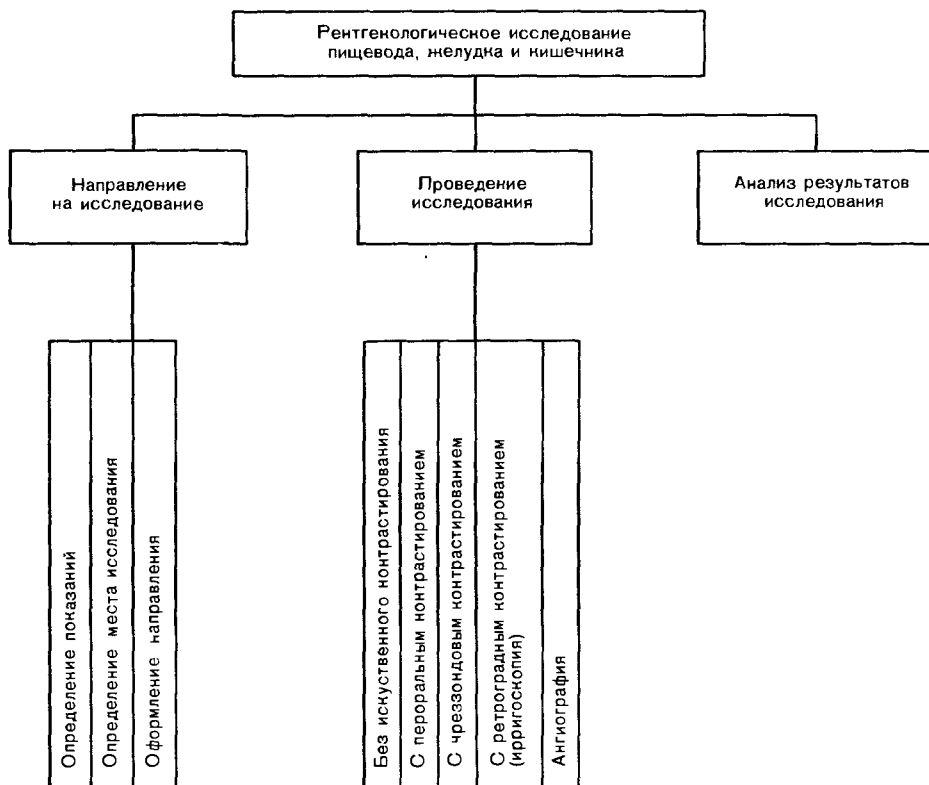 Рентгекологическое исследование
пищевода, желудка и кишечника
Направление
на исследование
Проведение
исследования
Анализ результатов
исследования
Определение показаний
Определение места исследования
Оформление направления
Без искуственного контрастирования
С пероральным контрастированием
С чреззондовым контрастированием
С ретроградным контрастированием
(ирригоскопия)
Ангиография